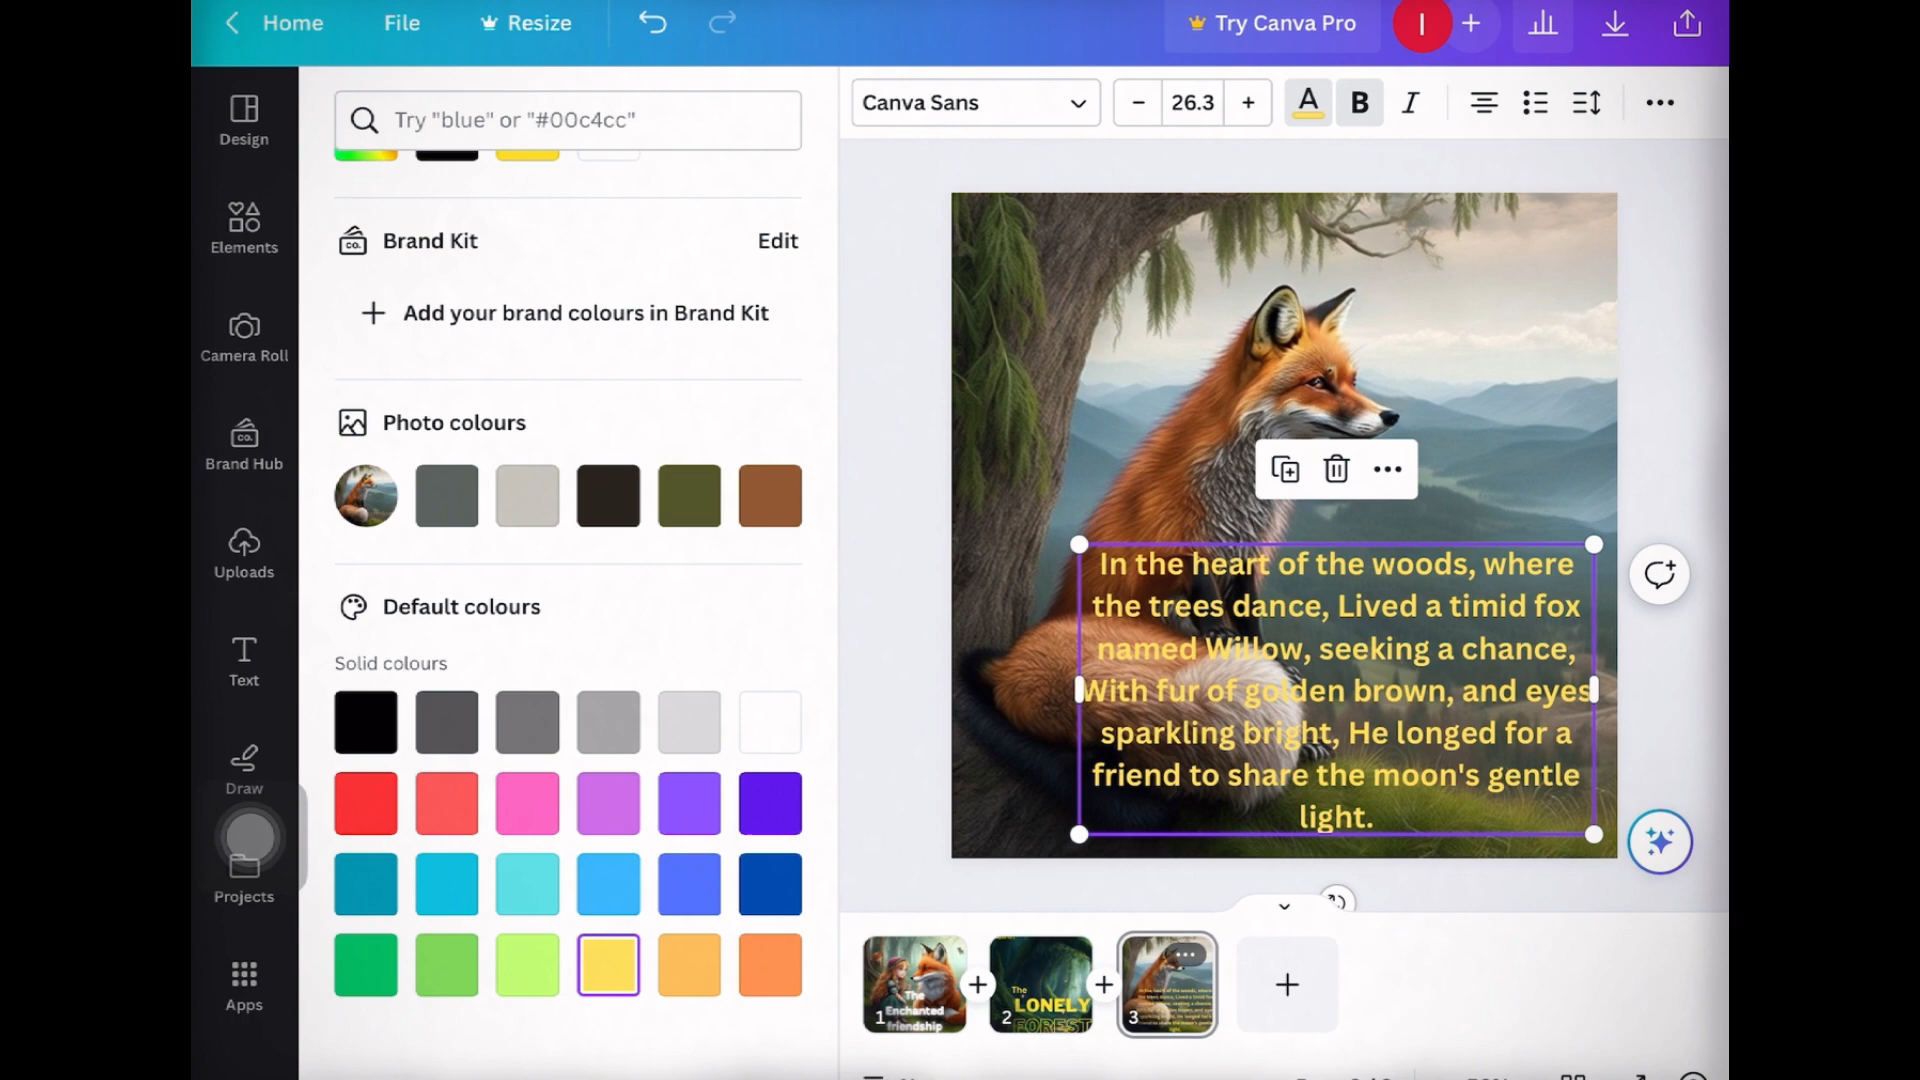 Home File Resize Try Canva Pro
Design
Elements
Camera Roll
CO.
Brand Hub
Uploads
T
Text
Draw
Projects
Apps
Try "blue" or "#00c4cc"
CO. Brand Kit Edit
+ Add your brand colours in Brand Kit
Photo colours
Default colours
Solid colours
Canva Sans − 26.3 + A B I
In the heart of the woods, where
the trees dance, Lived a timid fox
named Willow, seeking a chance,
With fur of golden brown, and eyes
sparkling bright, He longed for a
friend to share the moon's gentle
light.
The
Enchanted
friendship
1
The
LONELY
FOREST
2
3